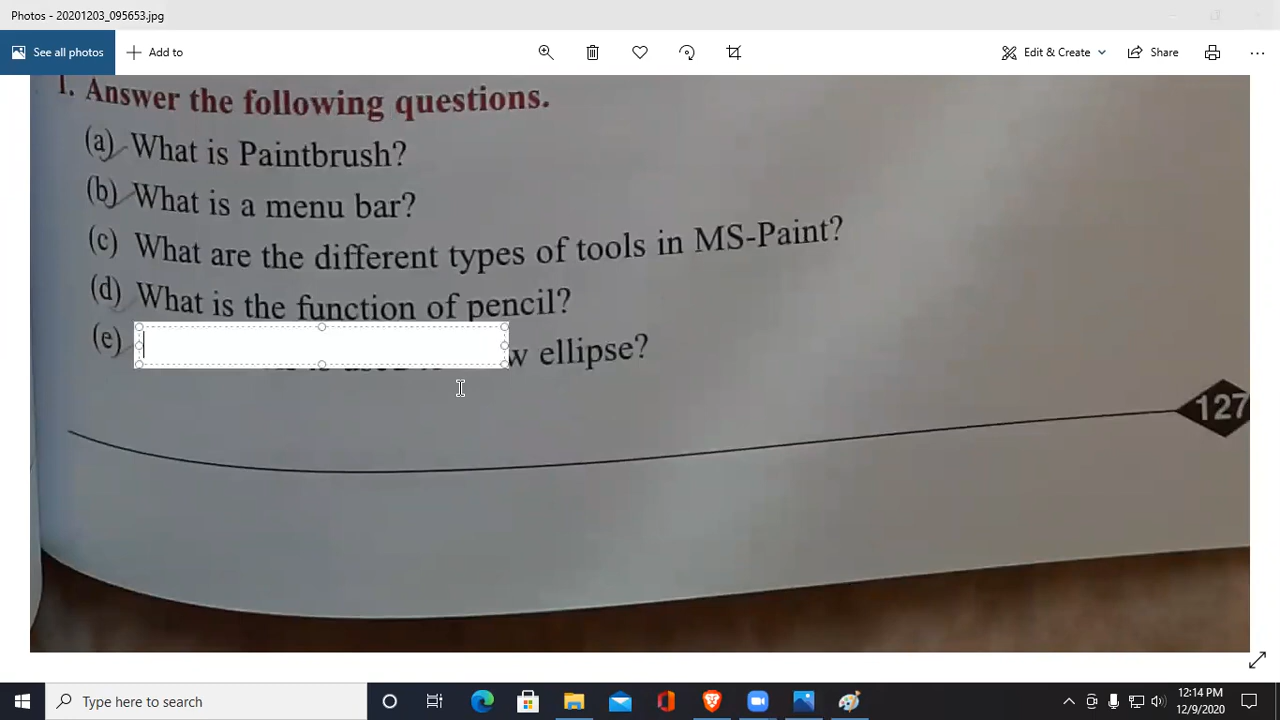 Photos - 20201203_095653.jpg
See all photos
Add to
Edit & Create
Share
1. Answer the following questions.
(a) What is Paintbrush?
(b) What is a menu bar?
(c) What are the different types of tools in MS-Paint?
(d) What is the function of pencil?
(e) ellipse?
127
Type here to search
12:14 PM
12/9/2020